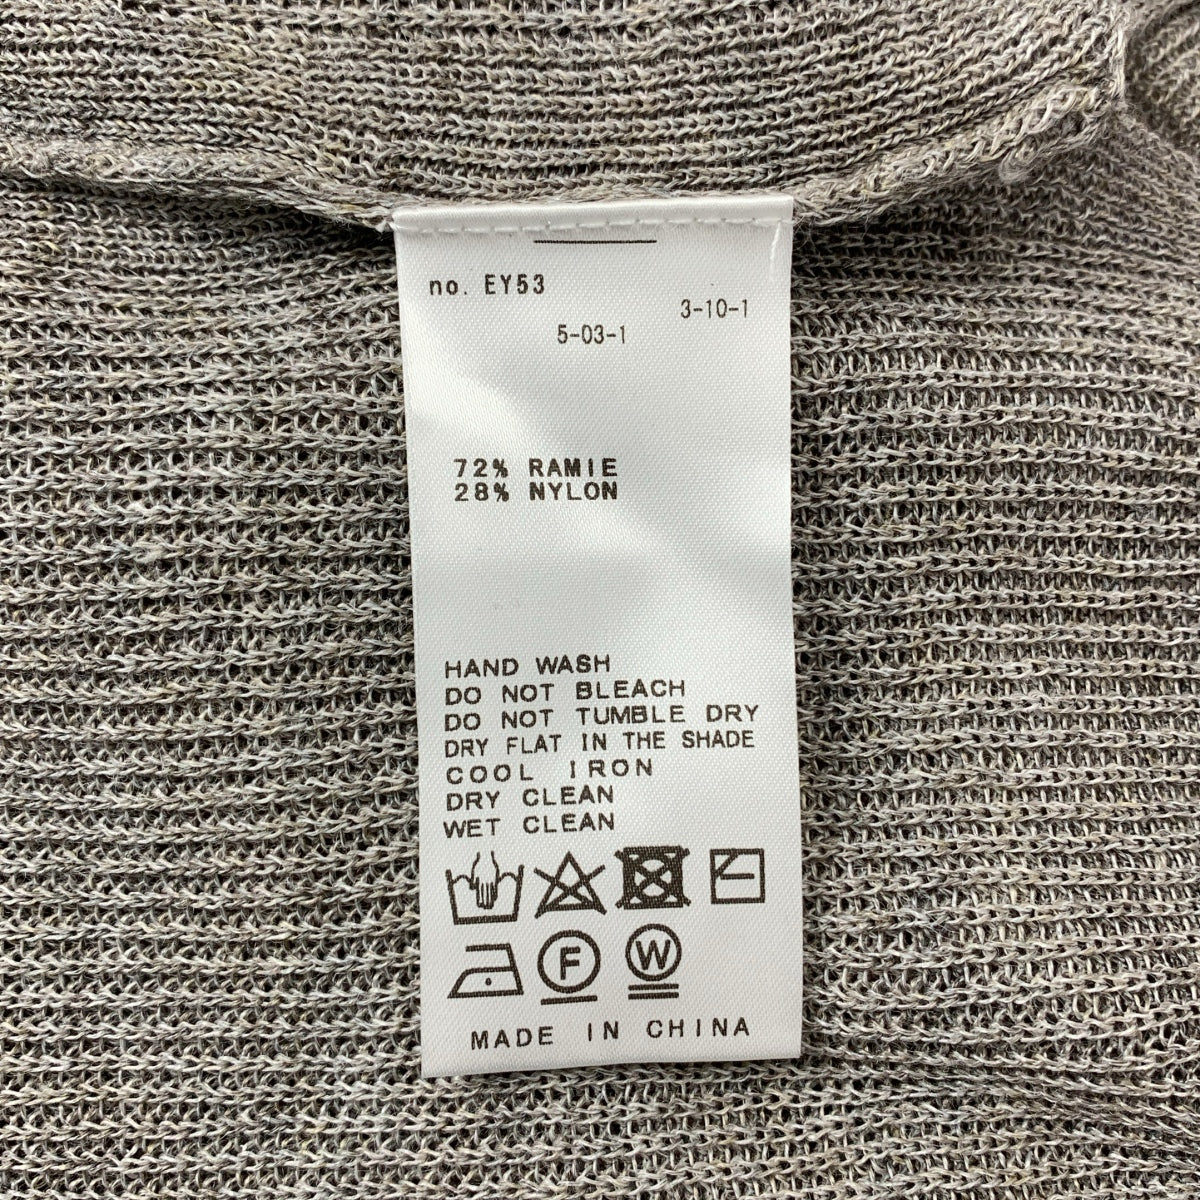 no. EY53
3-10-1
5-03-1
72% RAMIE
28% NYLON
HAND WASH
DO NOT BLEACH
DO NOT TUMBLE DRY
DRY FLAT IN THE SHADE
COOL IRON
DRY CLEAN
WET CLEAN
F W
MADE IN CHINA